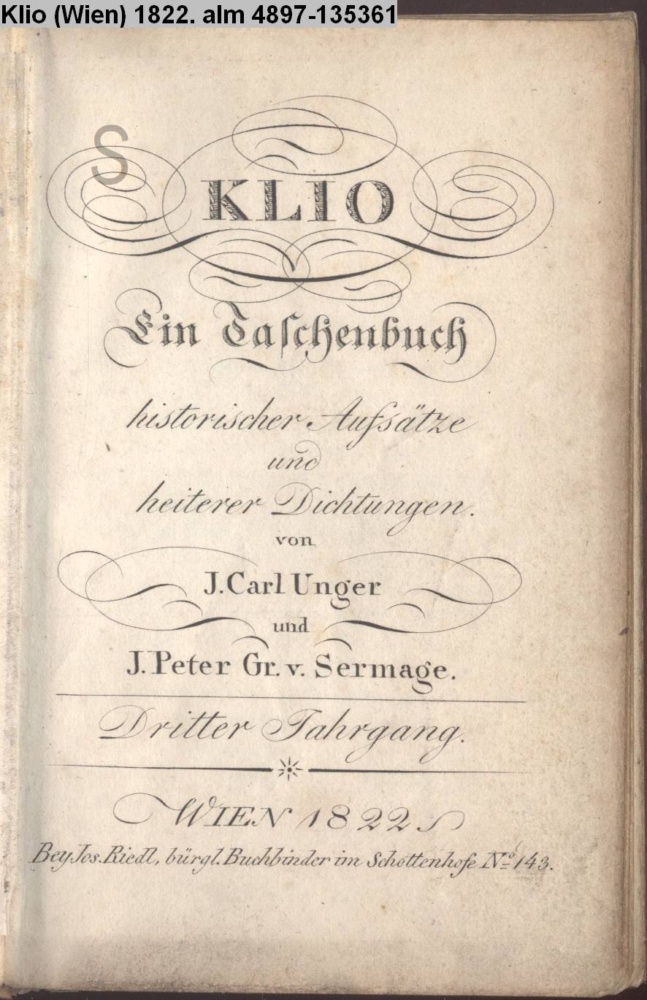 Klio (Wien) 1822. alm 4897-135361
S
KLIO
Ein Taschenbuch
historischer Aufsätze
und
heiterer Dichtungen.
von
J. Carl Unger
und
J. Peter Gr. v. Sermage.
Dritter Jahrgang.
WIEN 1822
Bey Jos. Riedl, bürgl. Buchbinder im Schottenhofe No. 143.